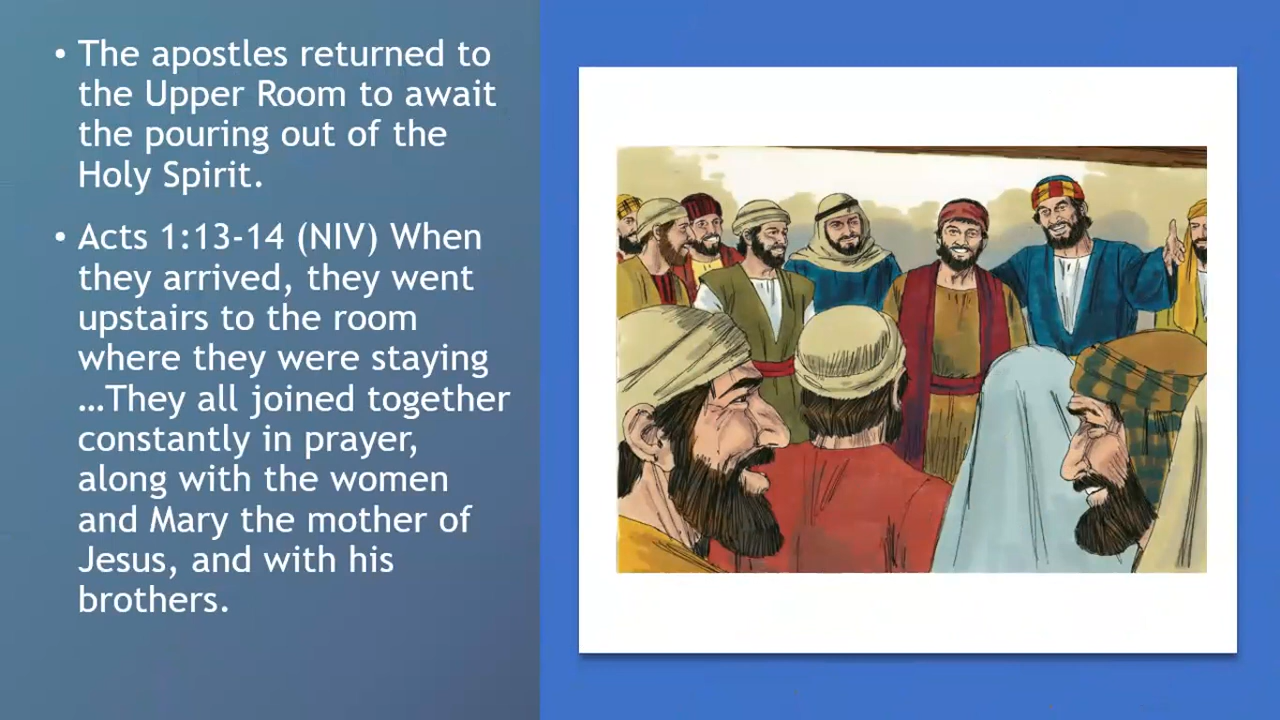 • The apostles returned to
the Upper Room to await
the pouring out of the
Holy Spirit.
• Acts 1:13-14 (NIV) When
they arrived, they went
upstairs to the room
where they were staying
…They all joined together
constantly in prayer,
along with the women
and Mary the mother of
Jesus, and with his
brothers.